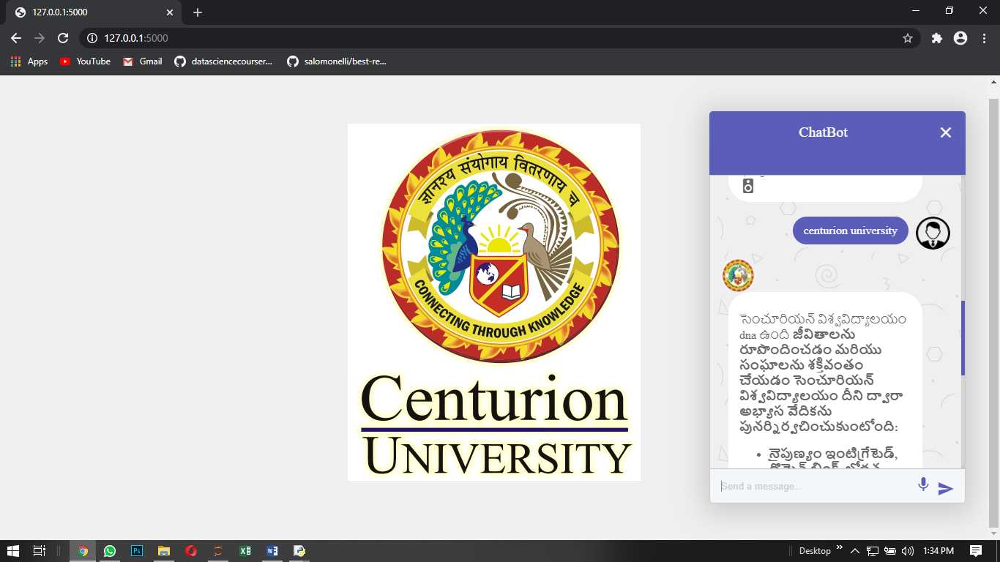 127.0.0.1:5000
127.0.0.1:5000
Apps YouTube Gmail datasciencecourser... salomonelli/best-re...
ज्ञानश्य संयोगाय वितरणाय च
CONNECTING THROUGH KNOWLEDGE
Centurion
UNIVERSITY
ChatBot
centurion university
సెంచూరియన్ విశ్వవిద్యాలయం
dna ఉంది జీవితాలను
రూపొందించడం మరియు
సంఘాలను శక్తివంతం
చేయడం సెంచూరియన్
విశ్వవిద్యాలయం దీని ద్వారా
అభ్యాస వేదికను
పునర్నిర్వచించుకుంటోంది:
• నైపుణ్యం ఇంటిగ్రేటెడ్,
Send a message...
Desktop 1:34 PM